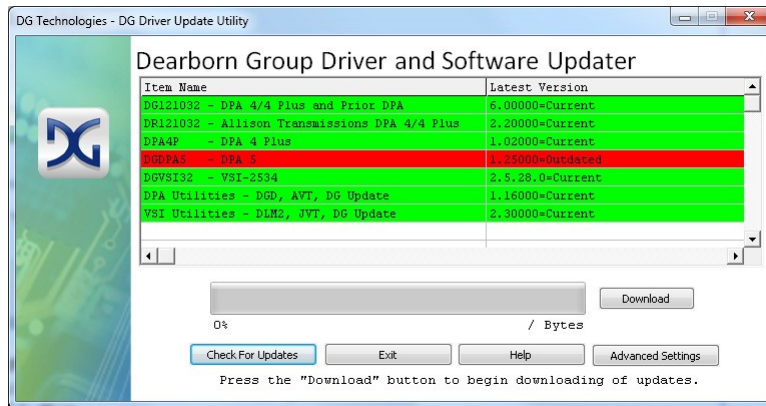 DG Technologies - DG Driver Update Utility
Dearborn Group Driver and Software Updater
Item Name Latest Version
DG121032 - DPA 4/4 Plus and Prior DPA 6.00000=Current
DR121032 - Allison Transmissions DPA 4/4 Plus 2.20000=Current
DPA4P - DPA 4 Plus 1.02000=Current
DGDPA5 - DPA 5 1.25000=Outdated
DGVSI32 - VSI-2534 2.5.28.0=Current
DPA Utilities - DGD, AVT, DG Update 1.16000=Current
VSI Utilities - DLM2, JVT, DG Update 2.30000=Current
DG
Download
0% / Bytes
Check For Updates Exit Help Advanced Settings
Press the "Download" button to begin downloading of updates.